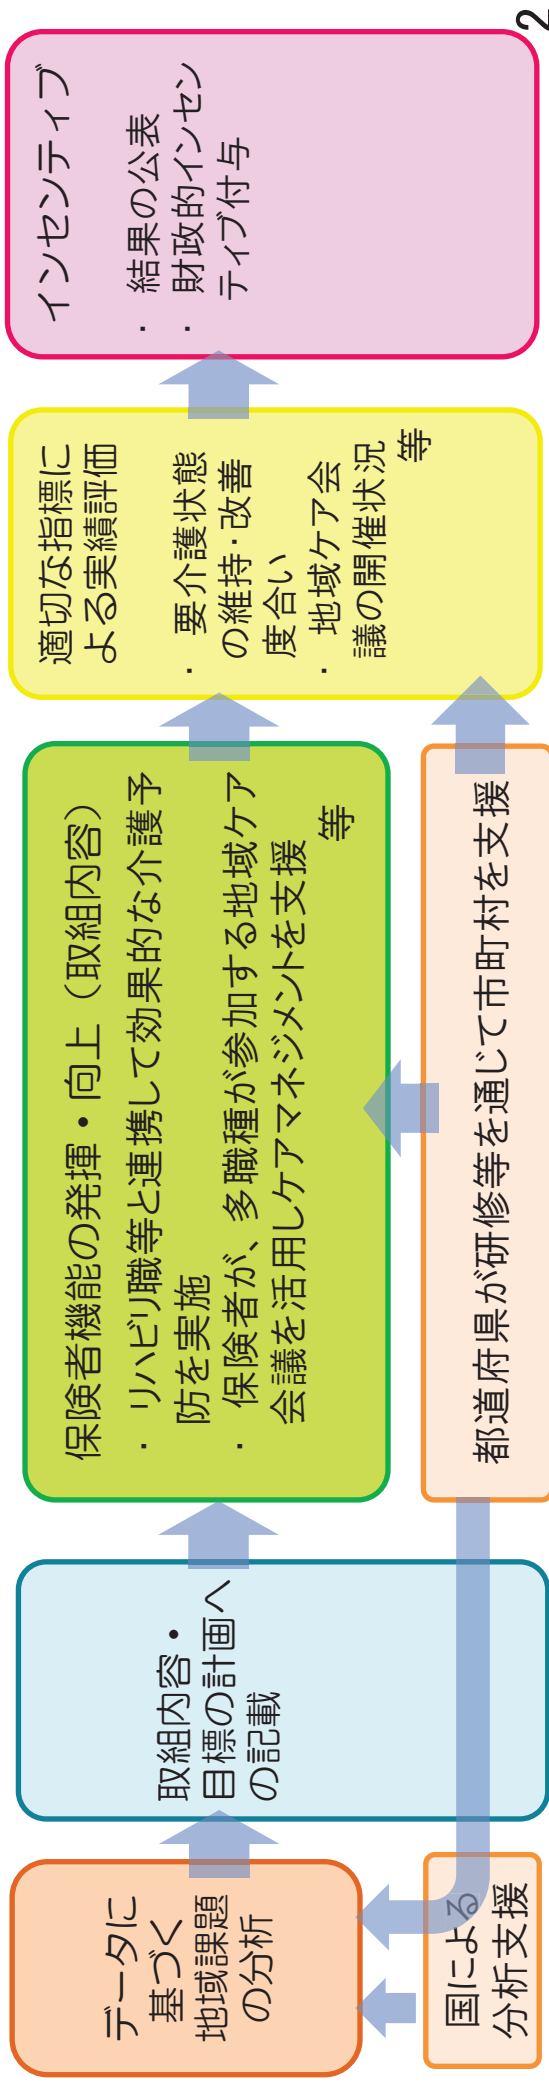 データに
基づく
地域課題
の分析
国による
分析支援
取組内容・
目標の計画へ
の記載
保険者機能の発揮・向上（取組内容）
・ リハビリ職等と連携して効果的な介護予
防を実施
・ 保険者が、多職種が参加する地域ケア
会議を活用しケアマネジメントを支援
等
都道府県が研修等を通じて市町村を支援
適切な指標に
よる実績評価
・ 要介護状態
の維持・改善
度合い
・ 地域ケア会
議の開催状況
等
インセンティブ
・ 結果の公表
・ 財政的インセン
ティブ付与
2